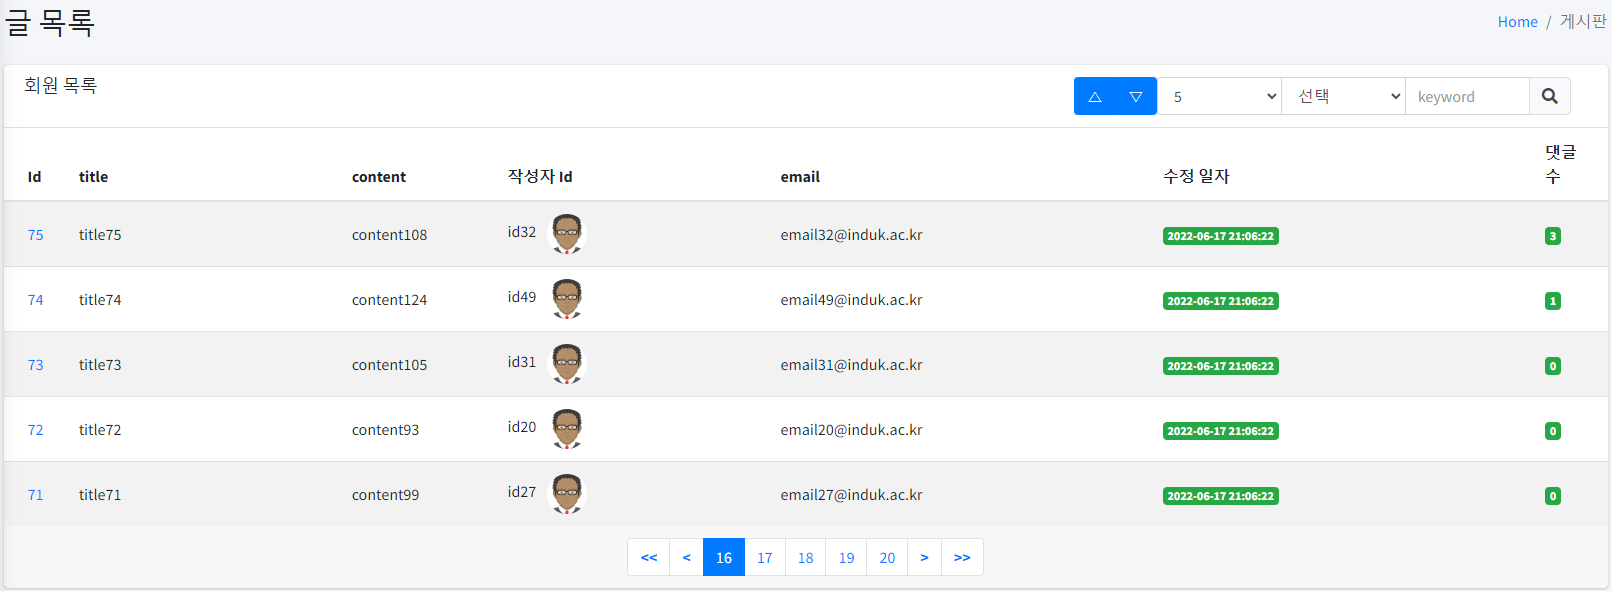 글 목록
Home / 게시판
회원 목록
△ ▽ 5 선택 keyword
Id title content 작성자 Id email 수정 일자 댓글 수
75 title75 content108 id32 email32@induk.ac.kr 2022-06-17 21:06:22 3
74 title74 content124 id49 email49@induk.ac.kr 2022-06-17 21:06:22 1
73 title73 content105 id31 email31@induk.ac.kr 2022-06-17 21:06:22 0
72 title72 content93 id20 email20@induk.ac.kr 2022-06-17 21:06:22 0
71 title71 content99 id27 email27@induk.ac.kr 2022-06-17 21:06:22 0
<< < 16 17 18 19 20 > >>